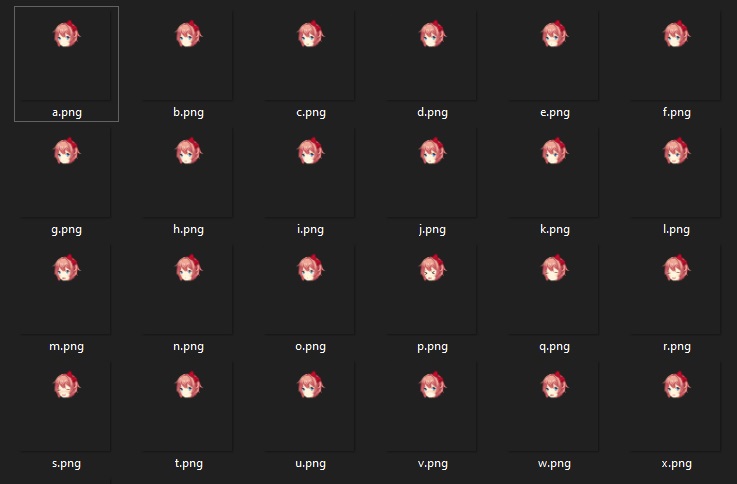 a.png b.png c.png d.png e.png f.png
g.png h.png i.png j.png k.png l.png
m.png n.png o.png p.png q.png r.png
s.png t.png u.png v.png w.png x.png